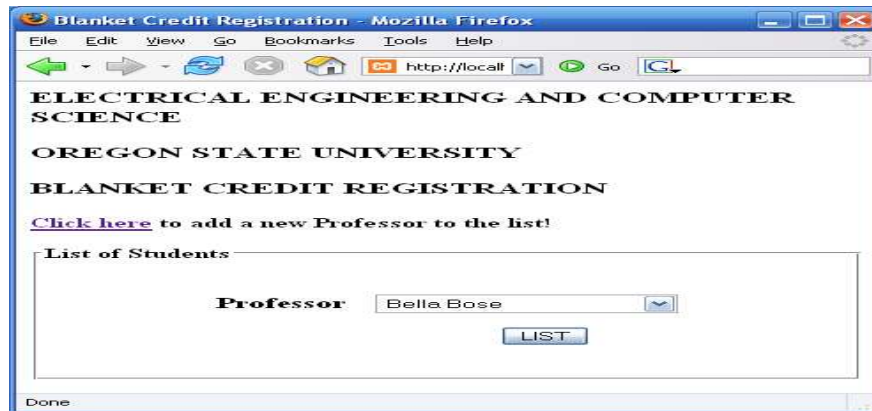 Blanket Credit Registration - Mozilla Firefox
File Edit View Go Bookmarks Tools Help
http://localh Go G
ELECTRICAL ENGINEERING AND COMPUTER
SCIENCE
OREGON STATE UNIVERSITY
BLANKET CREDIT REGISTRATION
Click here to add a new Professor to the list!
List of Students
Professor Bella Bose
LIST
Done